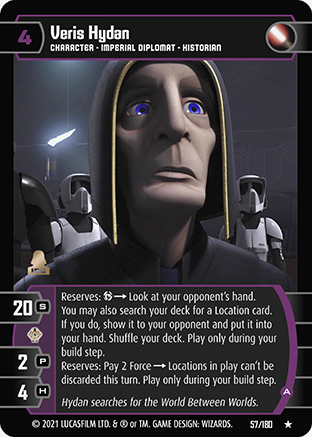 4
Veris Hydan
CHARACTER - IMPERIAL DIPLOMAT - HISTORIAN
20 S
2 P
4 H
Reserves: → Look at your opponent's hand.
You may also search your deck for a Location card.
If you do, show it to your opponent and put it into
your hand. Shuffle your deck. Play only during your
build step.
Reserves: Pay 2 Force → Locations in play can't be
discarded this turn. Play only during your build step.
A
Hydan searches for the World Between Worlds.
© 2021 LUCASFILM LTD. & ® or TM. GAME DESIGN: WIZARDS.
57/180 ★